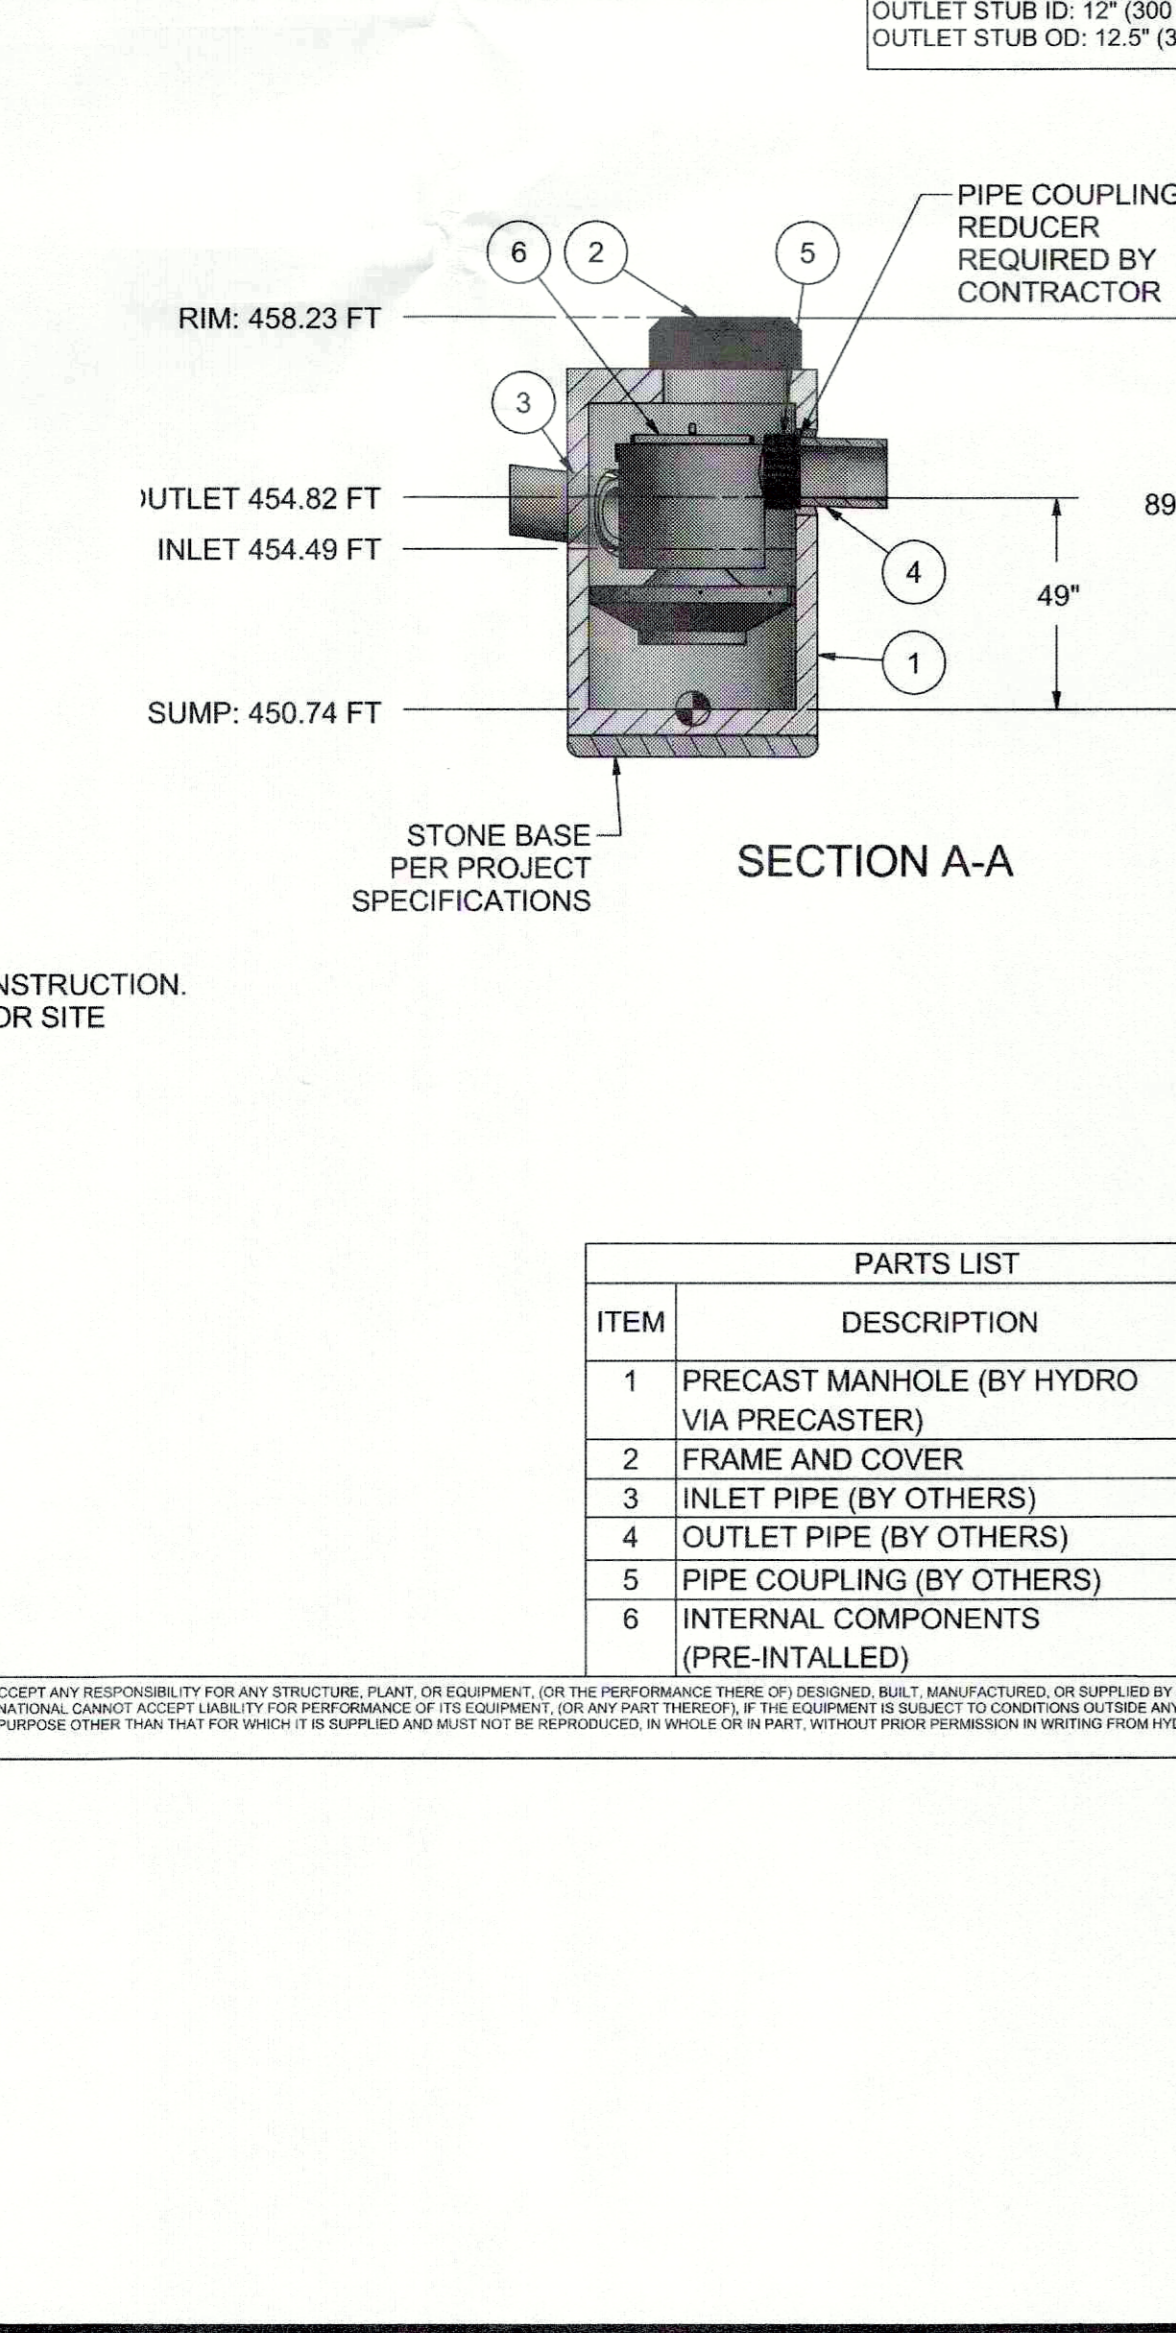 OUTLET STUB ID: 12" (300
OUTLET STUB OD: 12.5" (3
PIPE COUPLING
REDUCER
REQUIRED BY
CONTRACTOR
6
2
5
RIM: 458.23 FT
3
OUTLET 454.82 FT
89
INLET 454.49 FT
4
49"
1
SUMP: 450.74 FT
STONE BASE
PER PROJECT
SPECIFICATIONS
SECTION A-A
NSTRUCTION.
OR SITE
PARTS LIST
ITEM DESCRIPTION
1 PRECAST MANHOLE (BY HYDRO
VIA PRECASTER)
2 FRAME AND COVER
3 INLET PIPE (BY OTHERS)
4 OUTLET PIPE (BY OTHERS)
5 PIPE COUPLING (BY OTHERS)
6 INTERNAL COMPONENTS
(PRE-INTALLED)
CCEPT ANY RESPONSIBILITY FOR ANY STRUCTURE, PLANT, OR EQUIPMENT, (OR THE PERFORMANCE THERE OF) DESIGNED, BUILT, MANUFACTURED, OR SUPPLIED BY
NATIONAL CANNOT ACCEPT LIABILITY FOR PERFORMANCE OF ITS EQUIPMENT, (OR ANY PART THEREOF), IF THE EQUIPMENT IS SUBJECT TO CONDITIONS OUTSIDE ANY
PURPOSE OTHER THAN THAT FOR WHICH IT IS SUPPLIED AND MUST NOT BE REPRODUCED, IN WHOLE OR IN PART, WITHOUT PRIOR PERMISSION IN WRITING FROM HYD